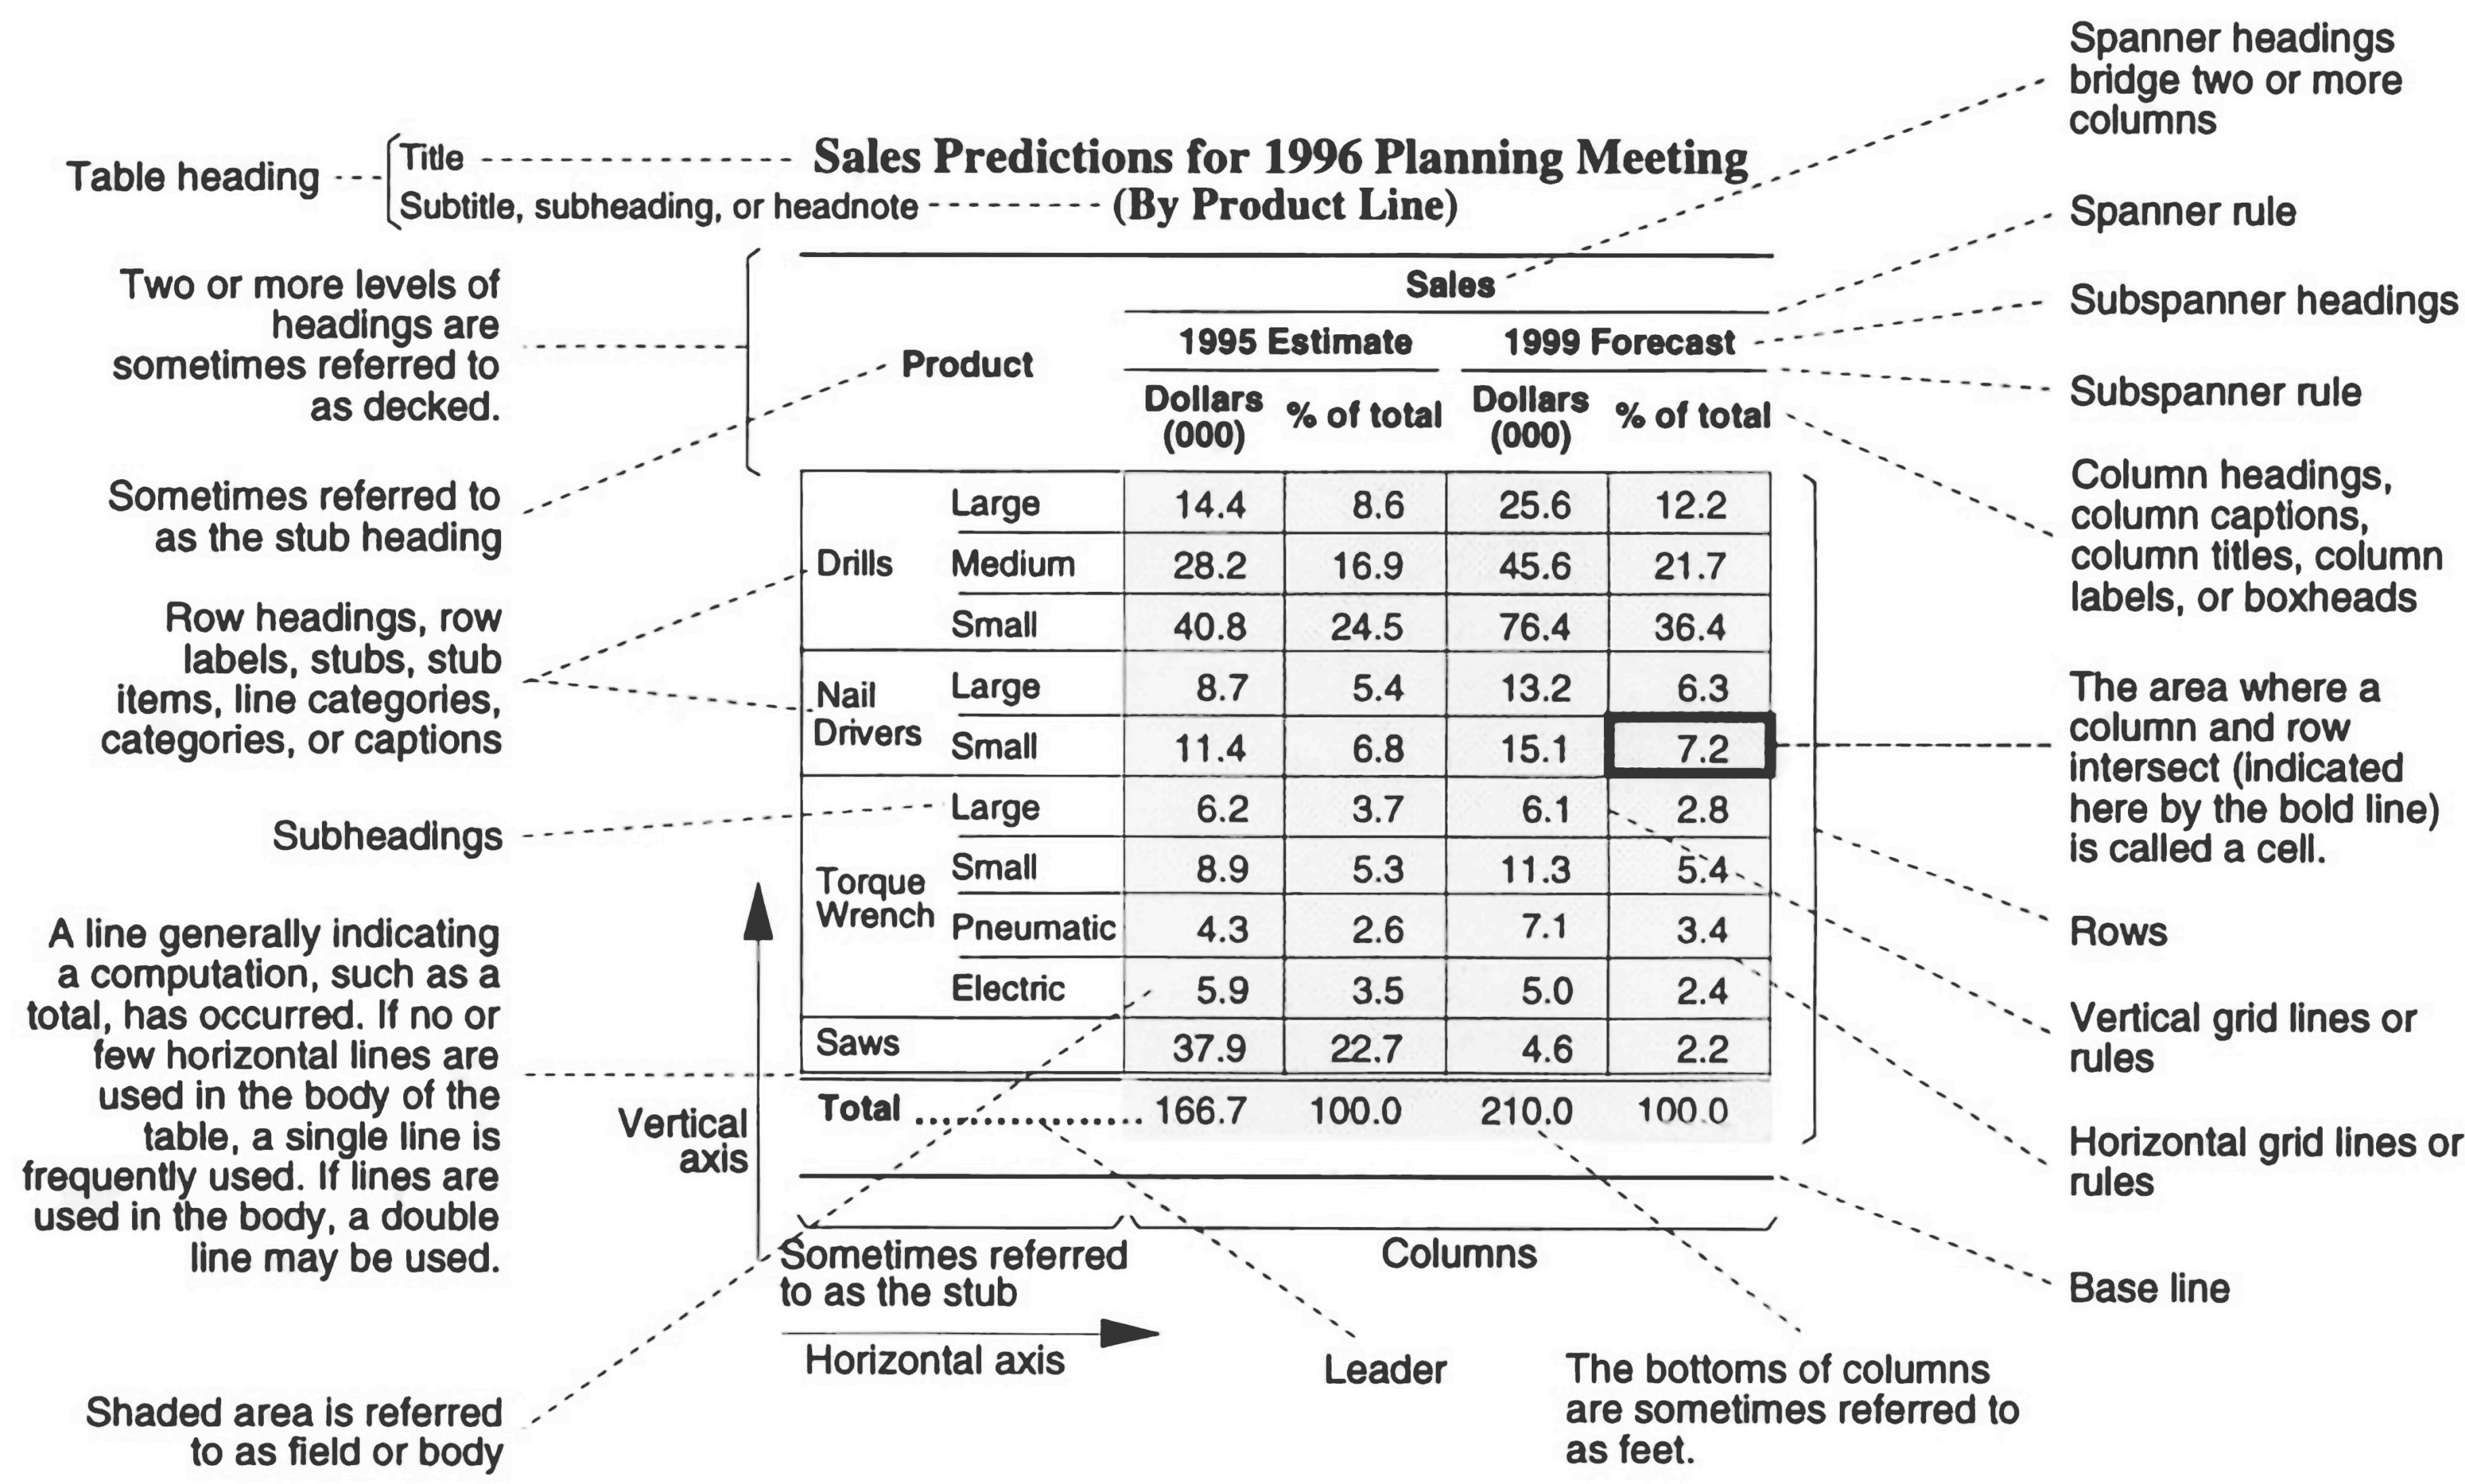 Spanner headings
bridge two or more
columns
Table heading
Title
Sales Predictions for 1996 Planning Meeting
Subtitle, subheading, or headnote
(By Product Line)
Spanner rule
Two or more levels of
headings are
sometimes referred to
as decked.
Sales
Subspanner headings
1995 Estimate 1999 Forecast
Product
Subspanner rule
Dollars
(000)
% of total
Dollars
(000)
% of total
Sometimes referred to
as the stub heading
Column headings,
column captions,
column titles, column
labels, or boxheads
Row headings, row
labels, stubs, stub
items, line categories,
categories, or captions
Drills
Large 14.4 8.6 25.6 12.2
Medium 28.2 16.9 45.6 21.7
Small 40.8 24.5 76.4 36.4
Nail
Drivers
Large 8.7 5.4 13.2 6.3
Small 11.4 6.8 15.1 7.2
The area where a
column and row
intersect (indicated
here by the bold line)
is called a cell.
Subheadings
Torque
Wrench
Large 6.2 3.7 6.1 2.8
Small 8.9 5.3 11.3 5.4
Pneumatic 4.3 2.6 7.1 3.4
Electric 5.9 3.5 5.0 2.4
Saws 37.9 22.7 4.6 2.2
Total ................ 166.7 100.0 210.0 100.0
Rows
Vertical grid lines or
rules
Horizontal grid lines or
rules
Base line
A line generally indicating
a computation, such as a
total, has occurred. If no or
few horizontal lines are
used in the body of the
table, a single line is
frequently used. If lines are
used in the body, a double
line may be used.
Vertical
axis
Sometimes referred
to as the stub
Columns
Horizontal axis
Leader
The bottoms of columns
are sometimes referred to
as feet.
Shaded area is referred
to as field or body